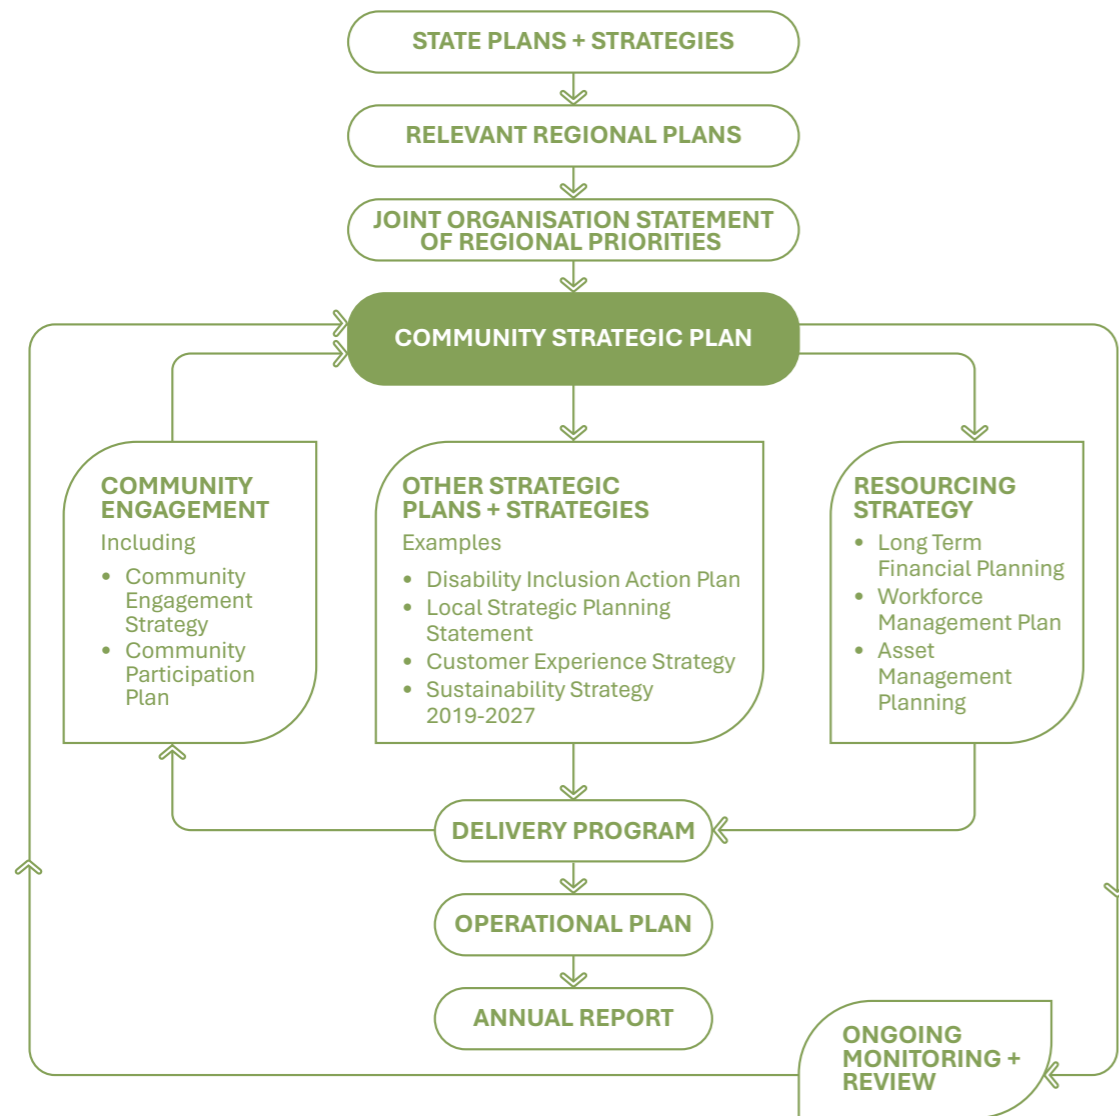 STATE PLANS + STRATEGIES
RELEVANT REGIONAL PLANS
JOINT ORGANISATION STATEMENT
OF REGIONAL PRIORITIES
COMMUNITY STRATEGIC PLAN
COMMUNITY
ENGAGEMENT
Including
• Community
Engagement
Strategy
• Community
Participation
Plan
OTHER STRATEGIC
PLANS + STRATEGIES
Examples
• Disability Inclusion Action Plan
• Local Strategic Planning
Statement
• Customer Experience Strategy
• Sustainability Strategy
2019-2027
RESOURCING
STRATEGY
• Long Term
Financial Planning
• Workforce
Management Plan
• Asset
Management
Planning
DELIVERY PROGRAM
OPERATIONAL PLAN
ANNUAL REPORT
ONGOING
MONITORING +
REVIEW